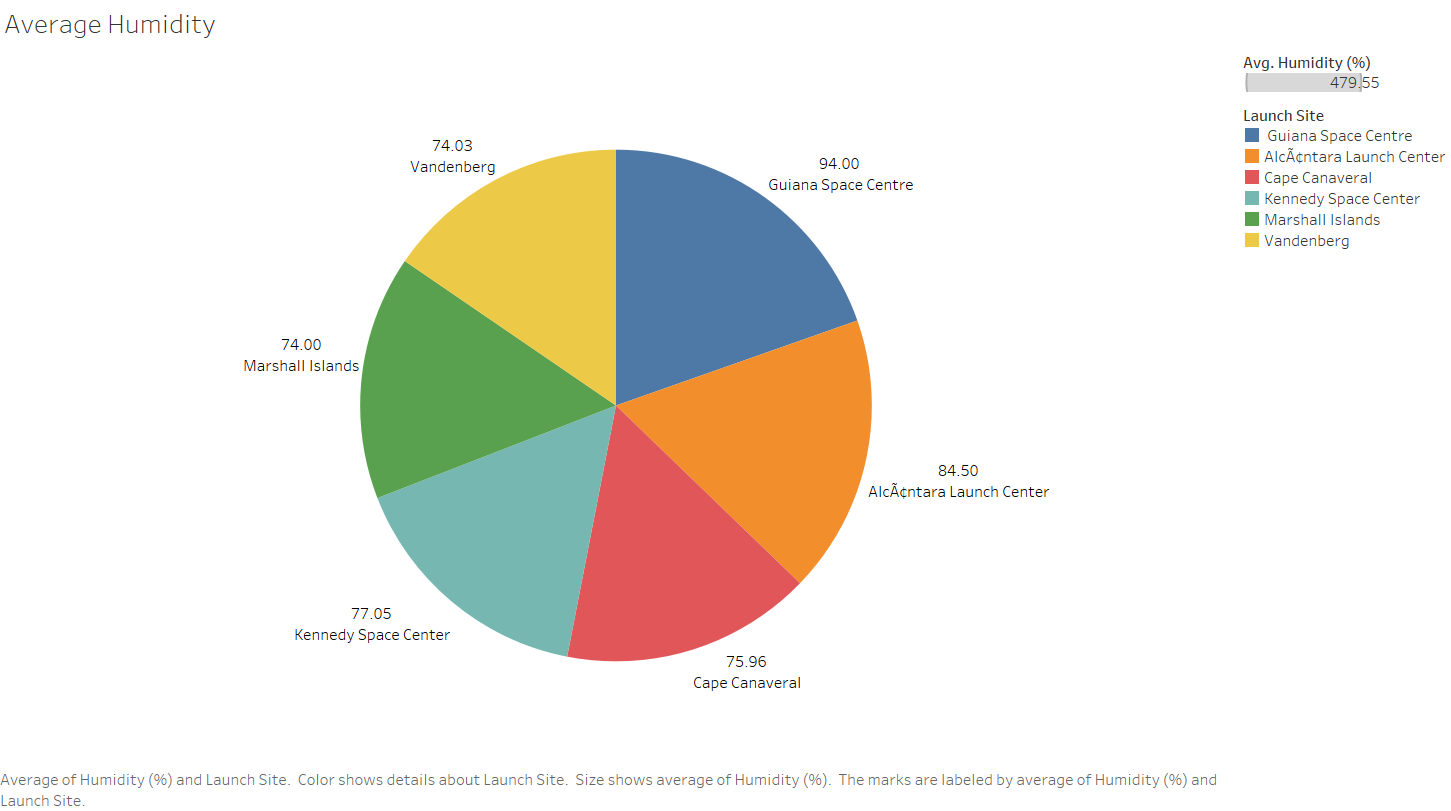 Average Humidity
Avg. Humidity (%)
479.55
Launch Site
Guiana Space Centre
AlcÃ¢ntara Launch Center
Cape Canaveral
Kennedy Space Center
Marshall Islands
Vandenberg
74.03
Vandenberg
94.00
Guiana Space Centre
74.00
Marshall Islands
84.50
AlcÃ¢ntara Launch Center
77.05
Kennedy Space Center
75.96
Cape Canaveral
Average of Humidity (%) and Launch Site.  Color shows details about Launch Site.  Size shows average of Humidity (%).  The marks are labeled by average of Humidity (%) and
Launch Site.